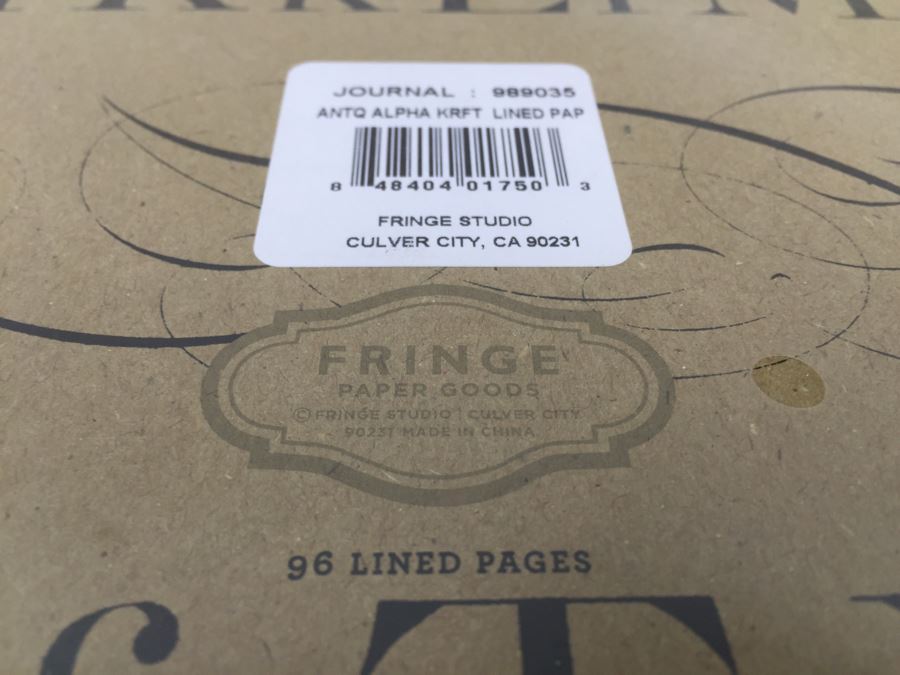 JOURNAL : 989035
ANTQ ALPHA KRFT LINED PAP
8 48404 01750 3
FRINGE STUDIO
CULVER CITY, CA 90231
FRINGE
PAPER GOODS
©FRINGE STUDIO | CULVER CITY
90231 MADE IN CHINA
96 LINED PAGES